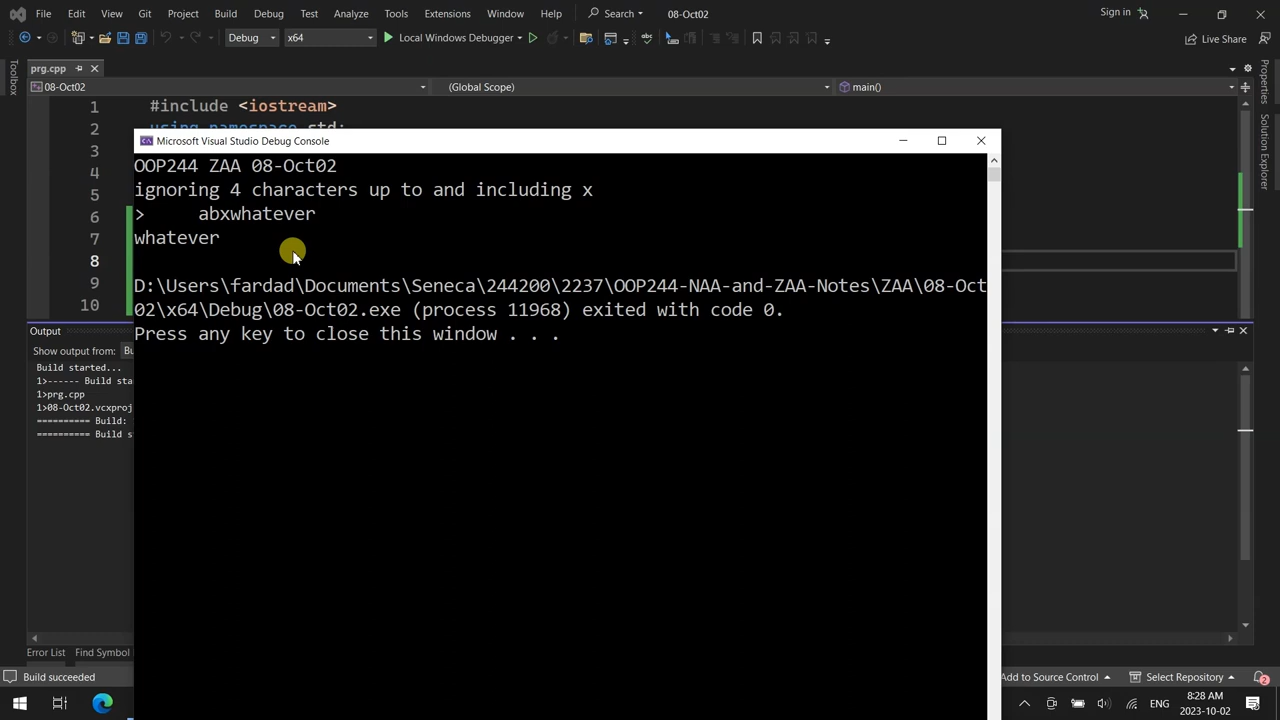 File Edit View Git Project Build Debug Test Analyze Tools Extensions Window Help Search 08-Oct02 Sign in
Debug x64 Local Windows Debugger Live Share
Toolbox
prg.cpp
08-Oct02 (Global Scope) main()
1 #include <iostream>
2 using namespace std;
3
4
5
6
7
8
9
10
Microsoft Visual Studio Debug Console
OOP244 ZAA 08-Oct02
ignoring 4 characters up to and including x
>     abxwhatever
whatever
D:\Users\fardad\Documents\Seneca\244200\2237\OOP244-NAA-and-ZAA-Notes\ZAA\08-Oct
02\x64\Debug\08-Oct02.exe (process 11968) exited with code 0.
Press any key to close this window . . .
Properties
Solution Explorer
Output
Show output from:
Build started...
1>------ Build sta
1>prg.cpp
1>08-Oct02.vcxproj
========== Build:
========== Build s
Error List Find Symbol
Build succeeded Add to Source Control Select Repository 2
ENG 8:28 AM
2023-10-02